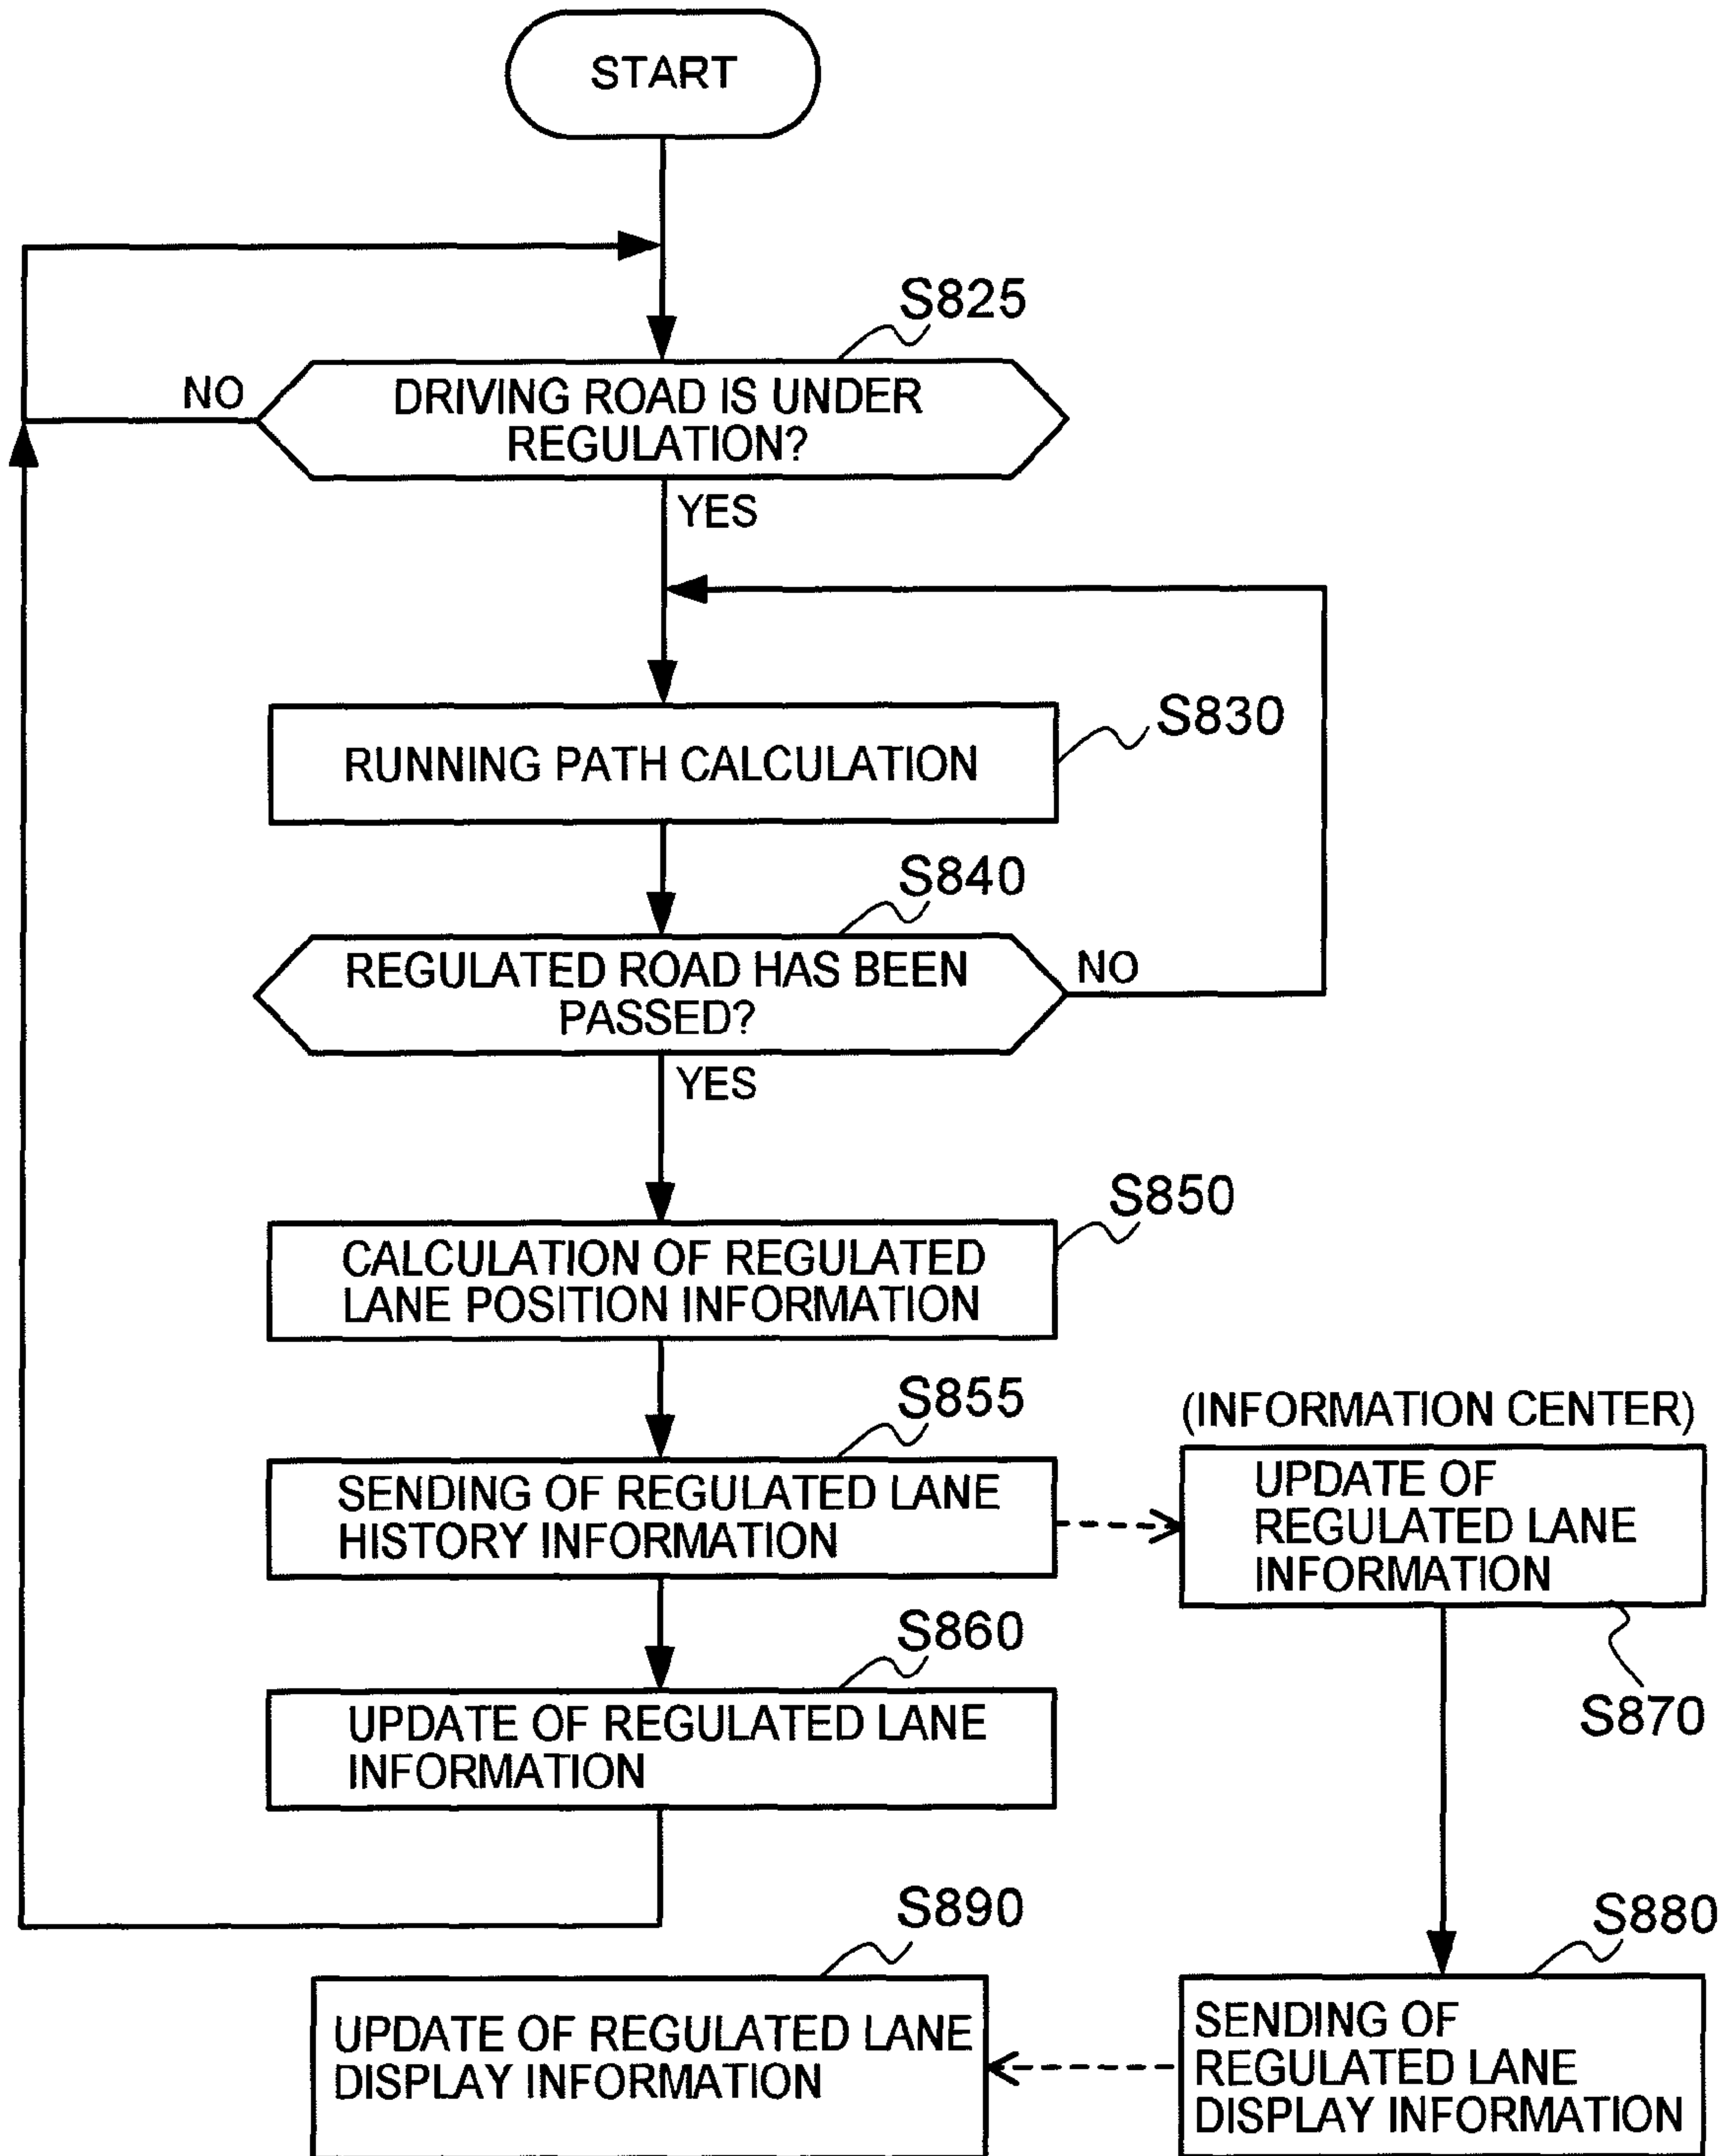 START
S825
NO
DRIVING ROAD IS UNDER
REGULATION?
YES
S830
RUNNING PATH CALCULATION
S840
REGULATED ROAD HAS BEEN
PASSED?
NO
YES
S850
CALCULATION OF REGULATED
LANE POSITION INFORMATION
S855
SENDING OF REGULATED LANE
HISTORY INFORMATION
(INFORMATION CENTER)
UPDATE OF
REGULATED LANE
INFORMATION
S870
S860
UPDATE OF REGULATED LANE
INFORMATION
S880
SENDING OF
REGULATED LANE
DISPLAY INFORMATION
S890
UPDATE OF REGULATED LANE
DISPLAY INFORMATION